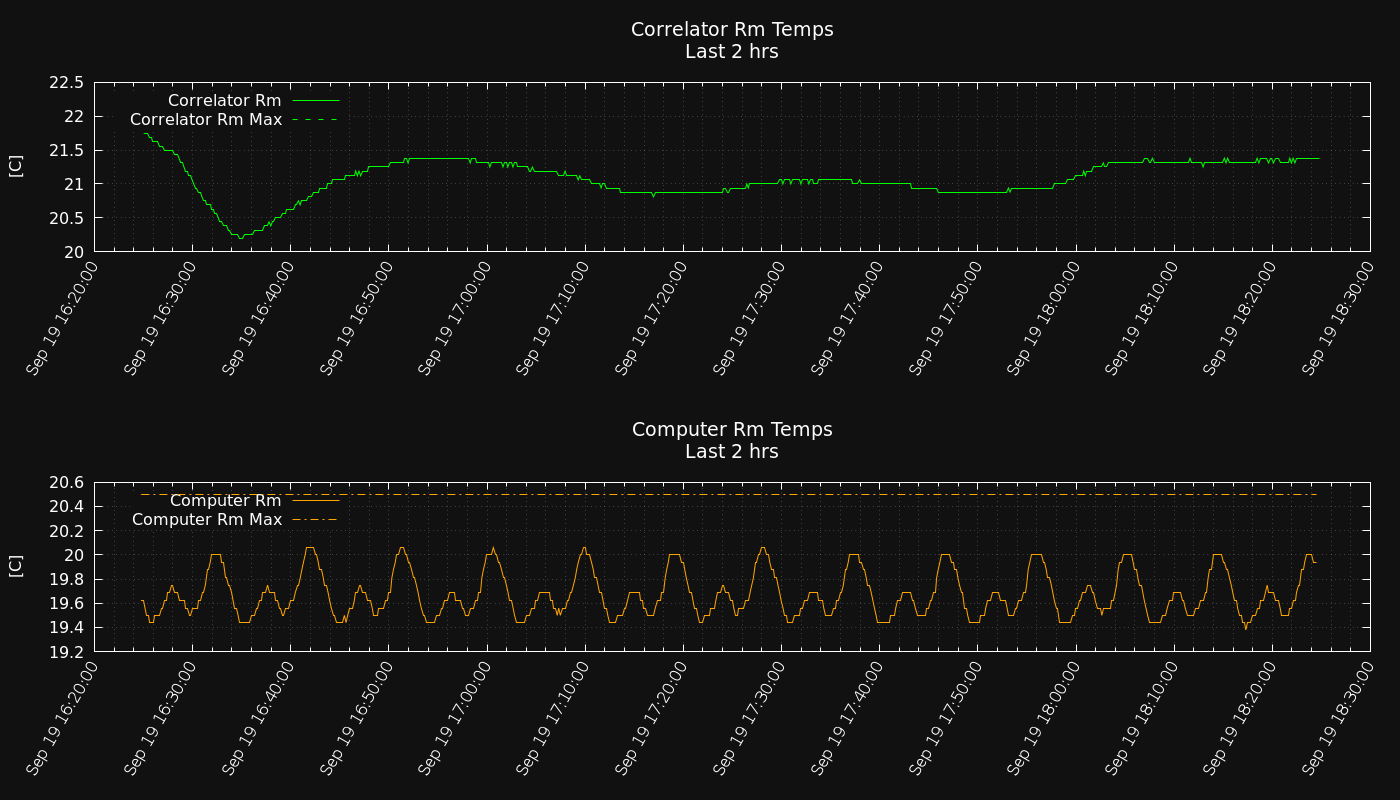 Correlator Rm Temps
Last 2 hrs
22.5
22
21.5
21
20.5
20
[C]
Correlator Rm
Correlator Rm Max
Sep 19 16:20:00
Sep 19 16:30:00
Sep 19 16:40:00
Sep 19 16:50:00
Sep 19 17:00:00
Sep 19 17:10:00
Sep 19 17:20:00
Sep 19 17:30:00
Sep 19 17:40:00
Sep 19 17:50:00
Sep 19 18:00:00
Sep 19 18:10:00
Sep 19 18:20:00
Sep 19 18:30:00
Computer Rm Temps
Last 2 hrs
20.6
20.4
20.2
20
19.8
19.6
19.4
19.2
[C]
Computer Rm
Computer Rm Max
Sep 19 16:20:00
Sep 19 16:30:00
Sep 19 16:40:00
Sep 19 16:50:00
Sep 19 17:00:00
Sep 19 17:10:00
Sep 19 17:20:00
Sep 19 17:30:00
Sep 19 17:40:00
Sep 19 17:50:00
Sep 19 18:00:00
Sep 19 18:10:00
Sep 19 18:20:00
Sep 19 18:30:00